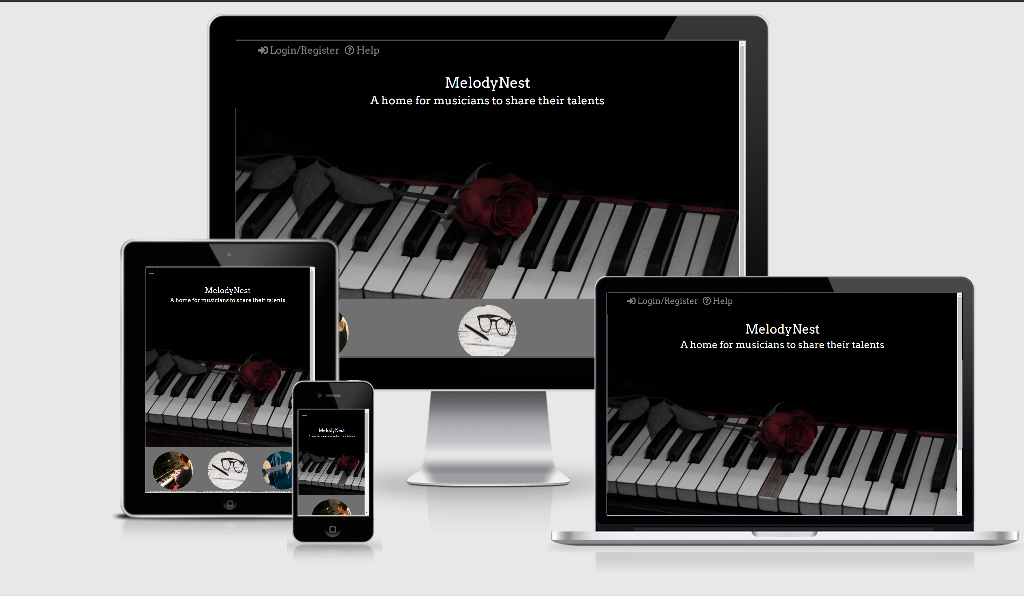 Login/Register Help
MelodyNest
A home for musicians to share their talents
MelodyNest
A home for musicians to share their talents
Login/Register Help
MelodyNest
A home for musicians to share their talents
MelodyNest